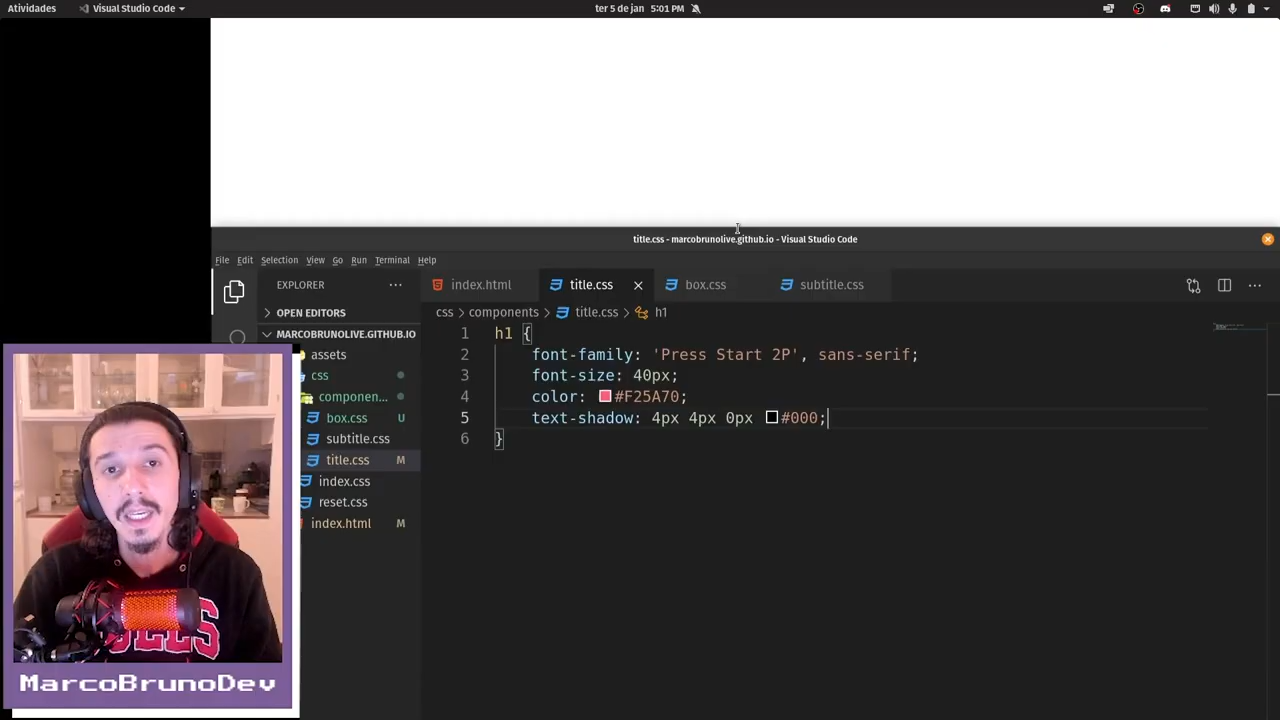 Atividades
Visual Studio Code
ter 5 de jan 5:01 PM
title.css - marcobrunolive.github.io - Visual Studio Code
File Edit Selection View Go Run Terminal Help
EXPLORER
index.html
title.css
box.css
subtitle.css
OPEN EDITORS
css > components > title.css > h1
MARCOBRUNOLIVE.GITHUB.IO
assets
css
componen...
box.css U
subtitle.css
title.css M
index.css
reset.css
index.html M
1 h1 {
2 font-family: 'Press Start 2P', sans-serif;
3 font-size: 40px;
4 color: #F25A70;
5 text-shadow: 4px 4px 0px #000;
6 }
MarcoBrunoDev